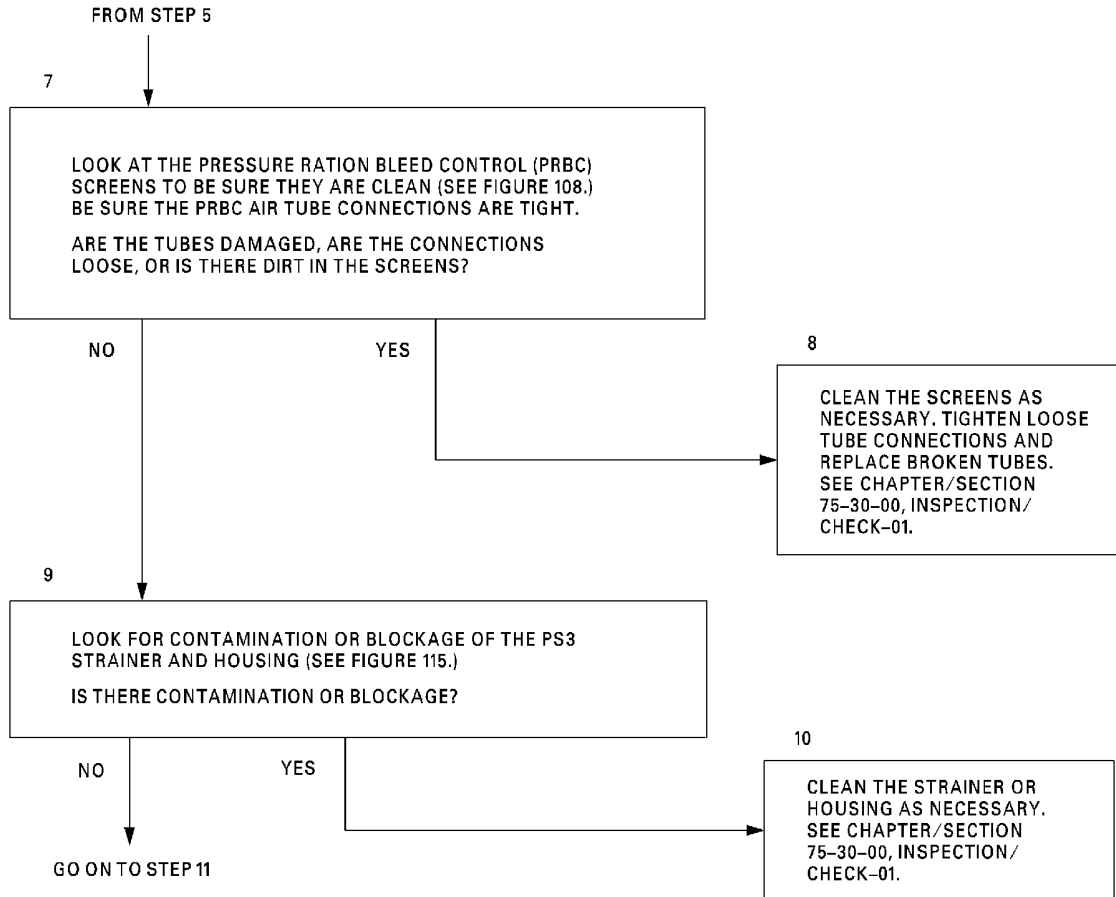 FROM STEP 5
7
LOOK AT THE PRESSURE RATION BLEED CONTROL (PRBC)
SCREENS TO BE SURE THEY ARE CLEAN (SEE FIGURE 108.)
BE SURE THE PRBC AIR TUBE CONNECTIONS ARE TIGHT.
ARE THE TUBES DAMAGED, ARE THE CONNECTIONS
LOOSE, OR IS THERE DIRT IN THE SCREENS?
NO
YES
8
CLEAN THE SCREENS AS
NECESSARY. TIGHTEN LOOSE
TUBE CONNECTIONS AND
REPLACE BROKEN TUBES.
SEE CHAPTER/SECTION
75–30–00, INSPECTION/
CHECK–01.
9
LOOK FOR CONTAMINATION OR BLOCKAGE OF THE PS3
STRAINER AND HOUSING (SEE FIGURE 115.)
IS THERE CONTAMINATION OR BLOCKAGE?
NO
YES
10
CLEAN THE STRAINER OR
HOUSING AS NECESSARY.
SEE CHAPTER/SECTION
75–30–00, INSPECTION/
CHECK–01.
GO ON TO STEP 11